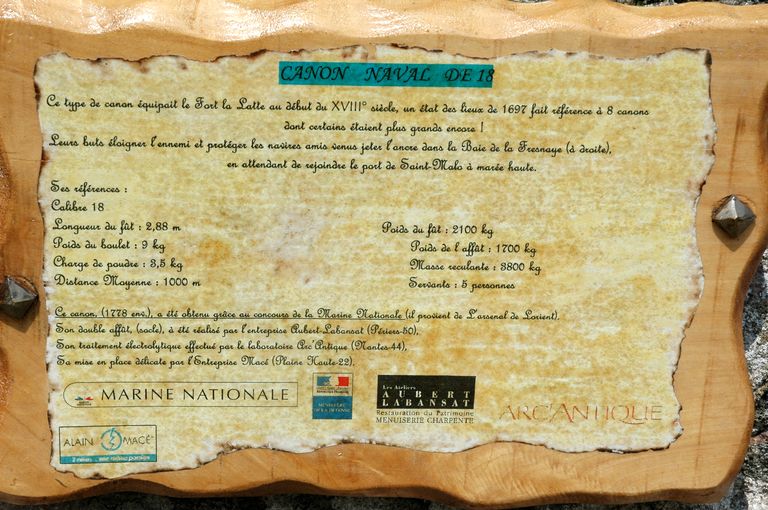 CANON NAVAL DE 18
Ce type de canon équipait le Fort la Latte au début du XVIII° siècle, un état des lieux de 1697 fait référence à 8 canons
dont certains étaient plus grands encore !
Leurs buts éloigner l'ennemi et protéger les navires amis venus jeter l'ancre dans la Baie de la Fresnaye (à droite),
en attendant de rejoindre le port de Saint-Malo à marée haute.
Ses références :
Calibre 18
Longueur du fût : 2,88 m
Poids du boulet : 9 kg
Charge de poudre : 3,5 kg
Distance Moyenne : 1000 m
Poids du fût : 2100 kg
Poids de l'affût : 1700 kg
Masse reculante : 3800 kg
Servants : 5 personnes
Ce canon, (1778 env.), a été obtenu grâce au concours de la Marine Nationale (il provient de L'arsenal de Lorient).
Son double affût, (socle), à été réalisé par l'entreprise Aubert-Labansat (Périers-50),
Son traitement électrolytique effectué par le laboratoire Arc'Antique (Nantes-44),
Sa mise en place délicate par l'Entreprise Macé (Plaine Haute-22).
MARINE NATIONALE
MINISTÈRE
DE LA DÉFENSE
Les Ateliers
AUBERT
LABANSAT
Restauration du Patrimoine
MENUISERIE CHARPENTE
ARC'ANTIQUE
ALAIN MACÉ